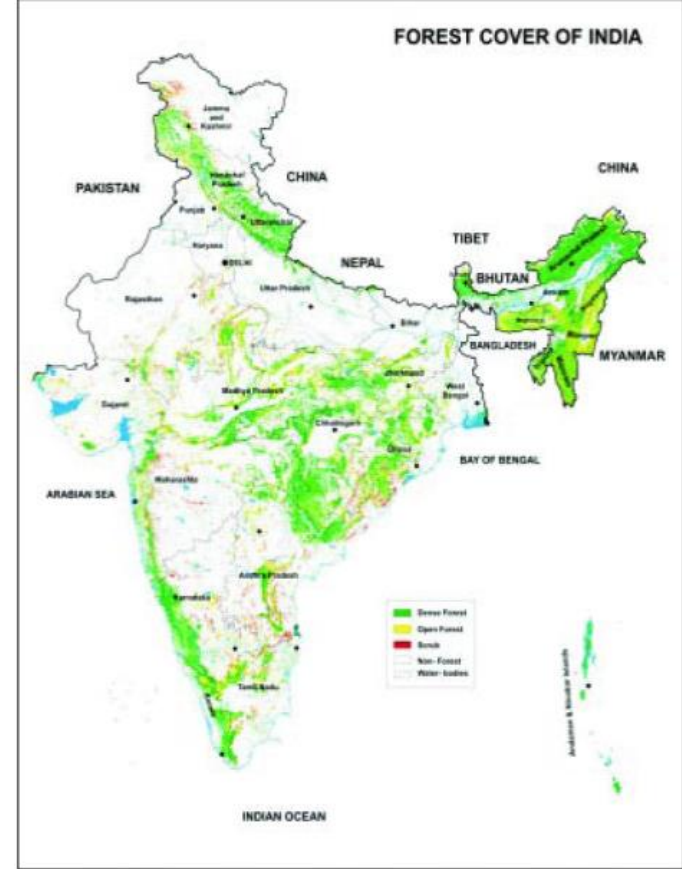 FOREST COVER OF INDIA
CHINA
Jammu
and
Kashmir
PAKISTAN
CHINA
Himachal
Pradesh
Punjab
Uttaranchal
Haryana
DELHI
NEPAL
TIBET
BHUTAN
Arunachal Pradesh
Assam
Rajasthan
Uttar Pradesh
Bihar
BANGLADESH
MYANMAR
Jharkhand
West
Bengal
Gujarat
Madhya Pradesh
Chhattisgarh
Orissa
BAY OF BENGAL
ARABIAN SEA
Maharashtra
Andhra Pradesh
Karnataka
Tamil Nadu
Dense Forest
Open Forest
Scrub
Non- Forest
Water- bodies
Andaman & Nicobar Islands
INDIAN OCEAN